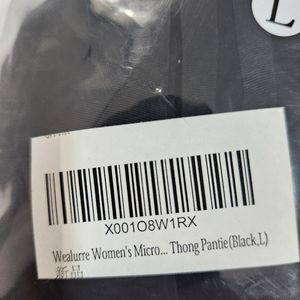 L
X001O8W1RX
Wealurre Women's Micro... Thong Pantie(Black,L)
新品